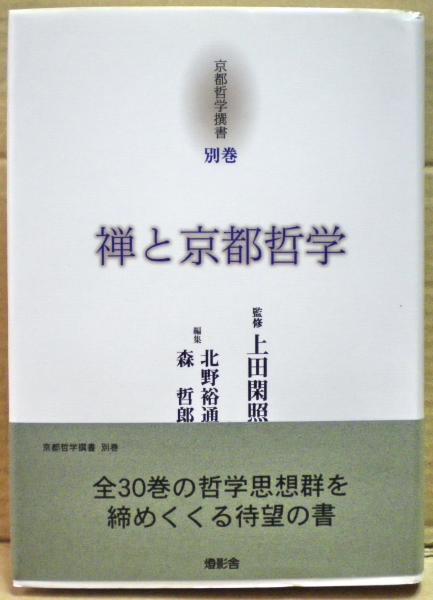 京都哲学撰書
別巻
禅と京都哲学
監修 上田閑照
編集 北野裕通
森 哲郎
京都哲学撰書 別巻
全30巻の哲学思想群を
締めくくる待望の書
燈影舎